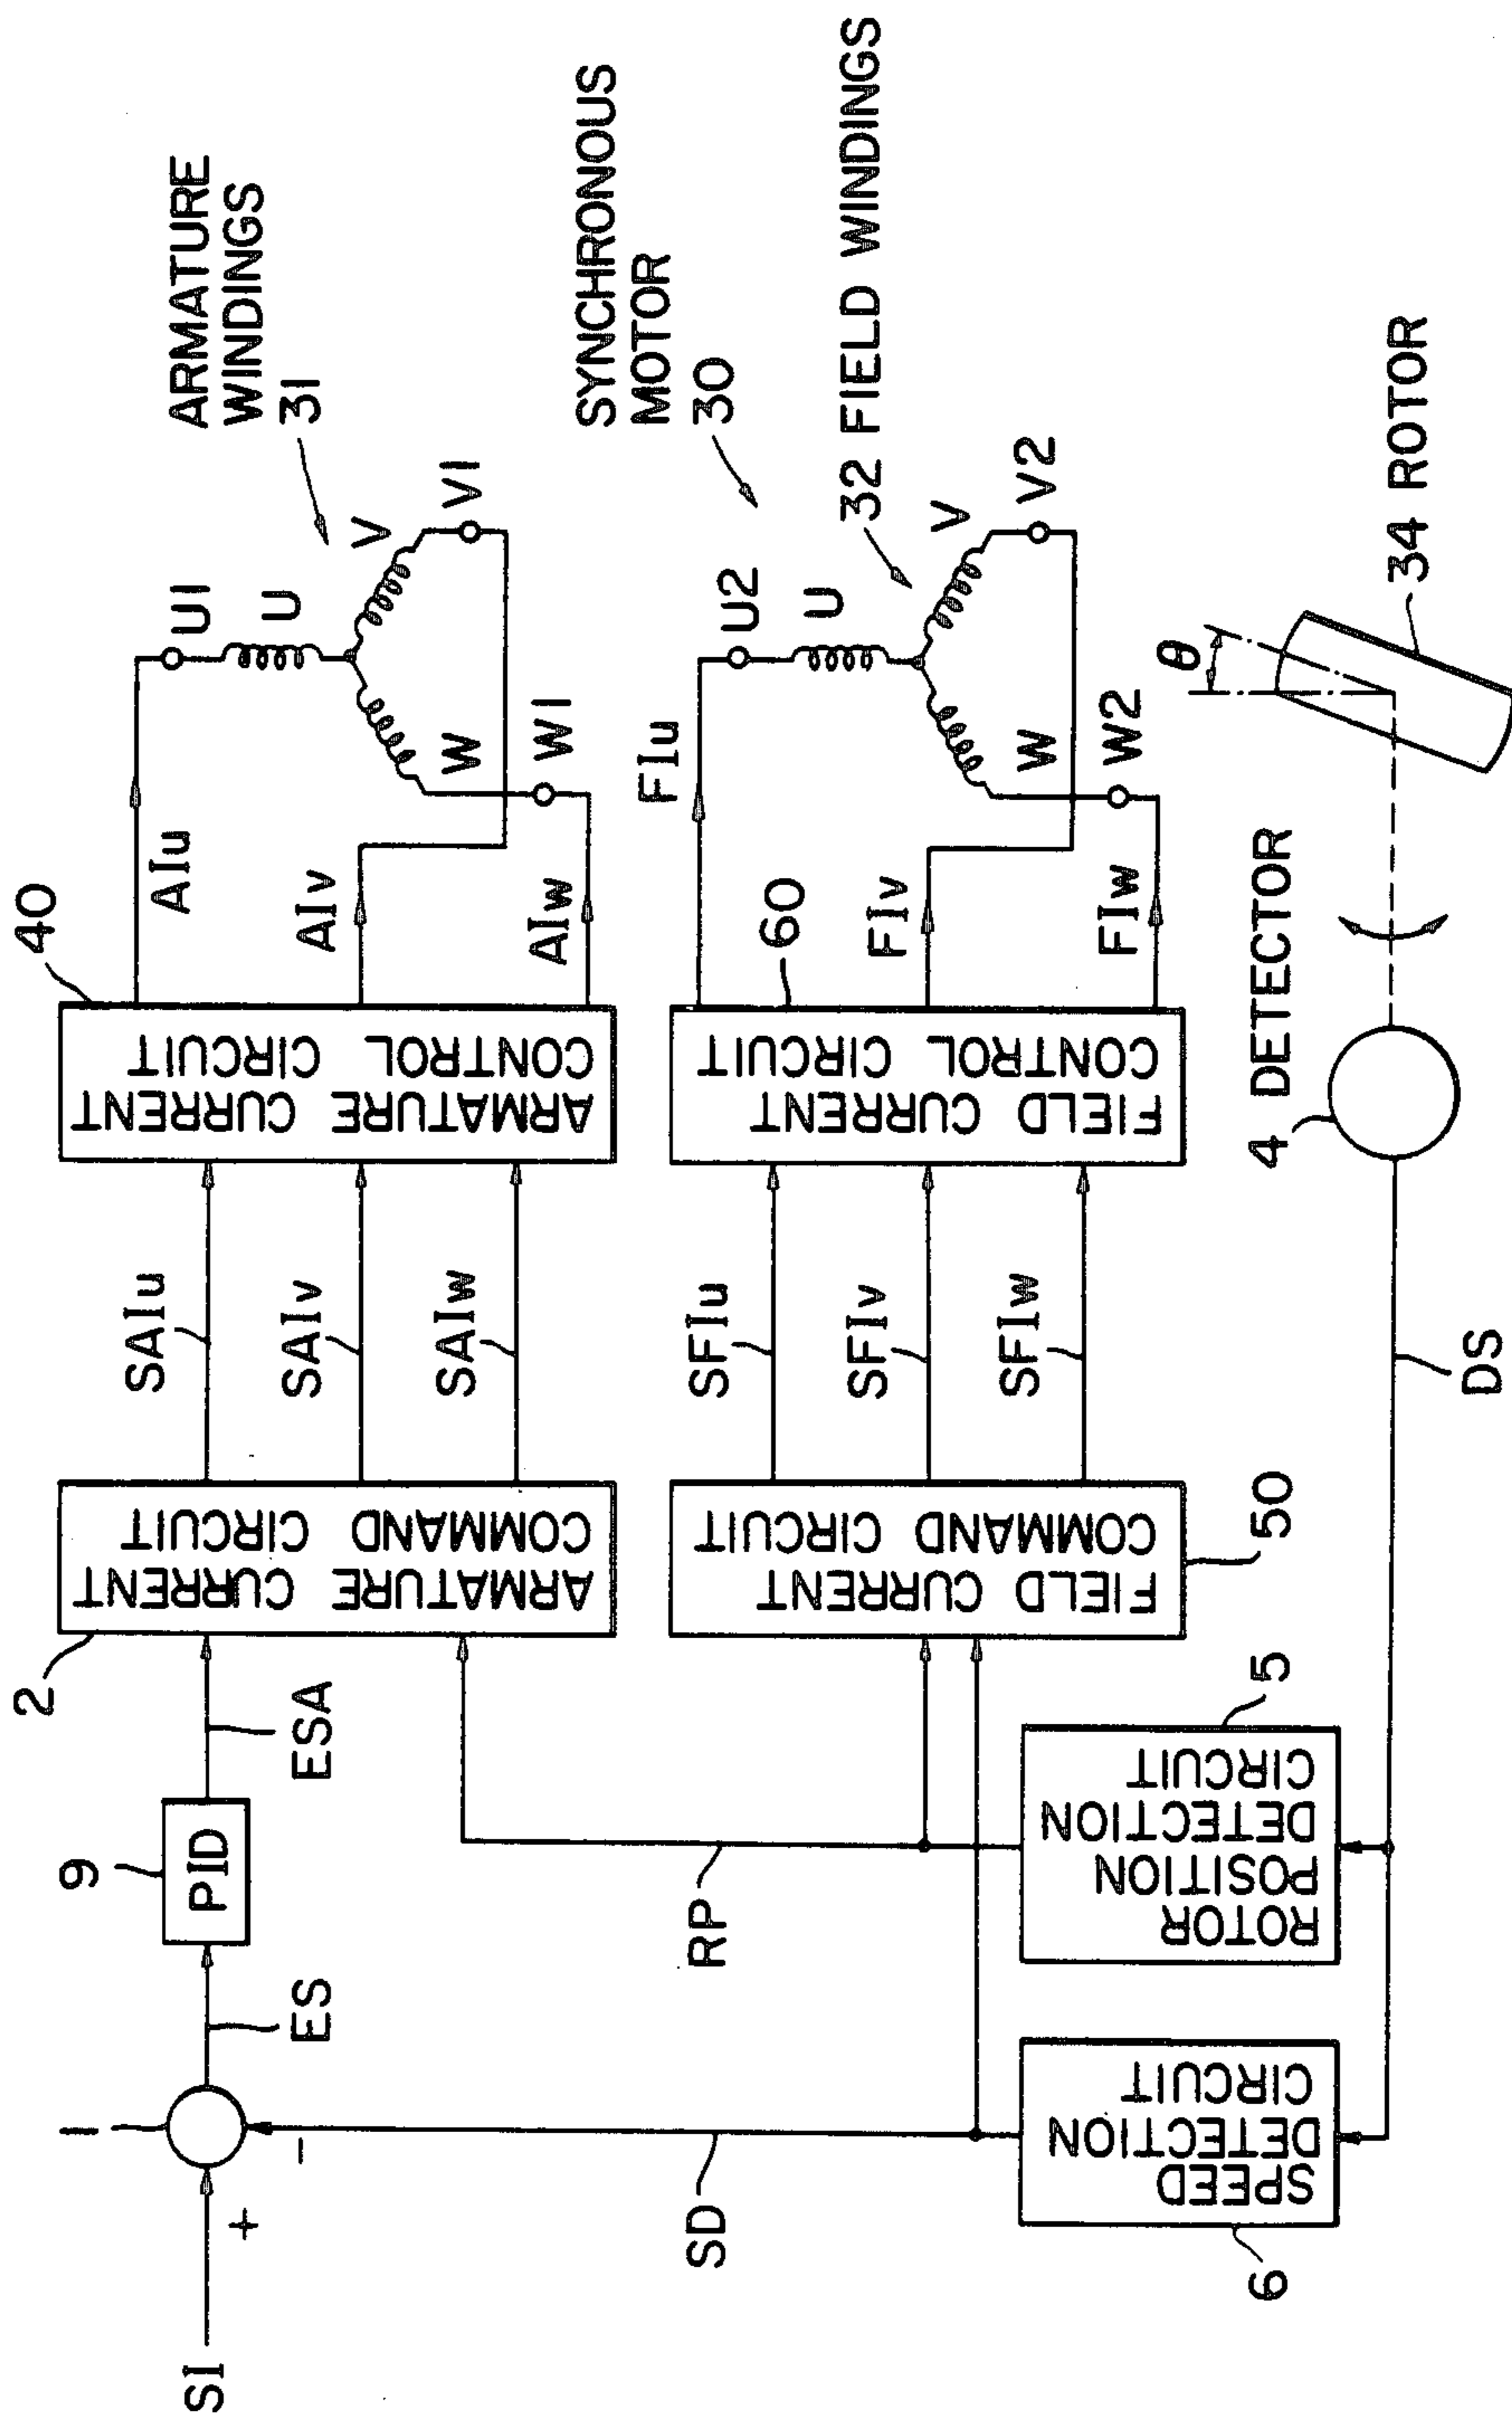 SI
+
-
1
ES
9
PID
ESA
2
ARMATURE CURRENT
COMMAND CIRCUIT
SAIu
SAIv
SAIw
40
ARMATURE CURRENT
CONTROL CIRCUIT
AIu
AIv
AIw
U1
U
V
V1
W
W1
ARMATURE
WINDINGS
31
SYNCHRONOUS
MOTOR
30
SD
RP
FIELD CURRENT
COMMAND CIRCUIT
50
SFIu
SFIv
SFIw
60
FIELD CURRENT
CONTROL CIRCUIT
FIu
FIv
FIw
U2
U
V
V2
W
W2
32 FIELD WINDINGS
6
SPEED
DETECTION
CIRCUIT
5
ROTOR
POSITION
DETECTION
CIRCUIT
DS
4 DETECTOR
θ
34 ROTOR